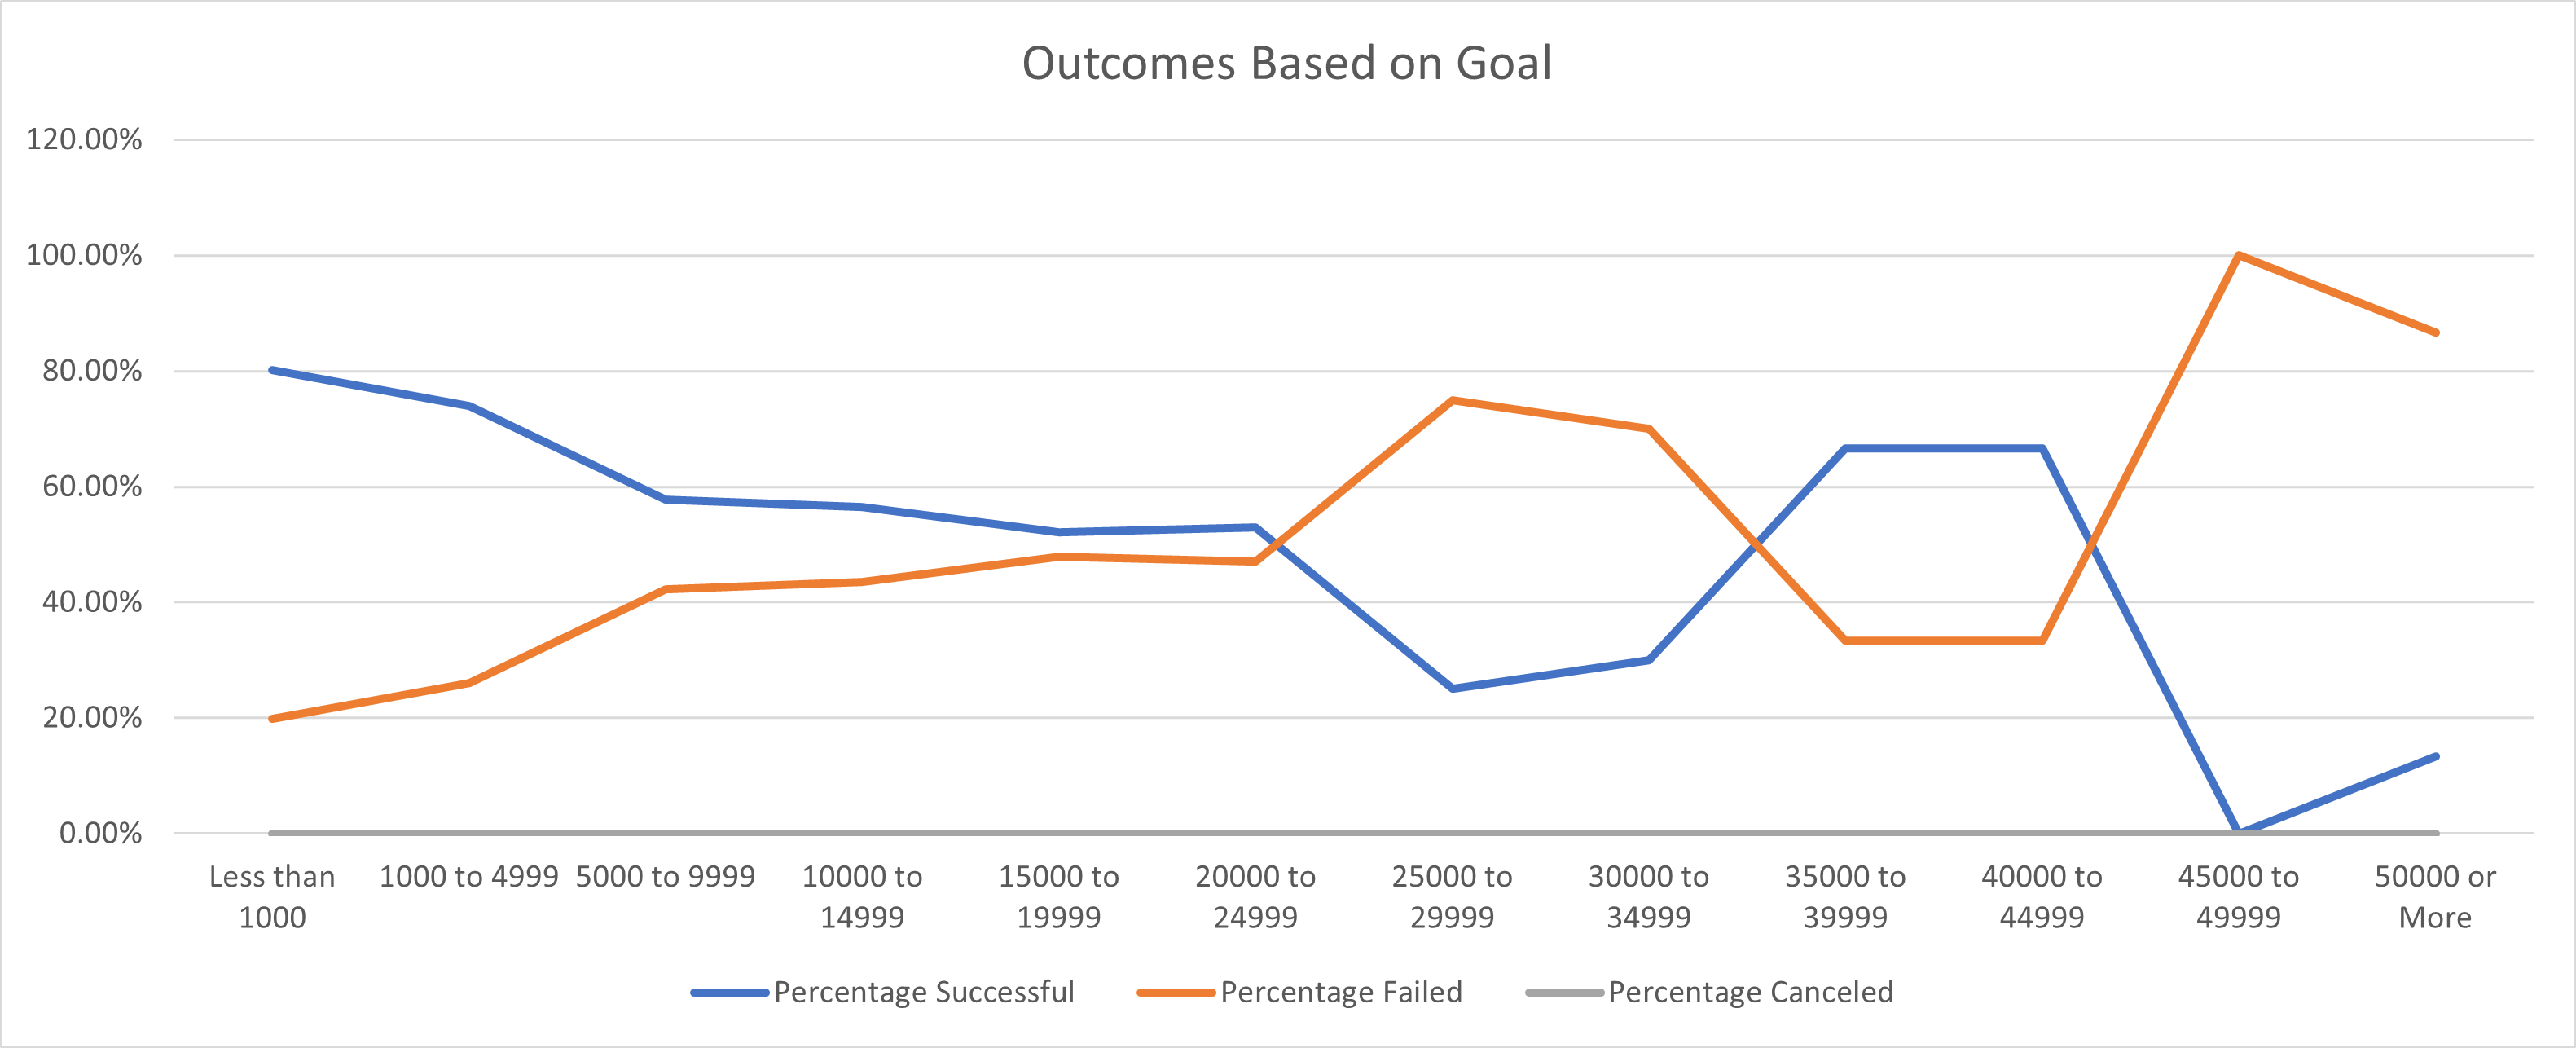 Outcomes Based on Goal
120.00%
100.00%
80.00%
60.00%
40.00%
20.00%
0.00%
Less than 1000 to 4999 5000 to 9999 10000 to 15000 to 20000 to 25000 to 30000 to 35000 to 40000 to 45000 to 50000 or
1000 14999 19999 24999 29999 34999 39999 44999 49999 More
Percentage Successful Percentage Failed Percentage Canceled